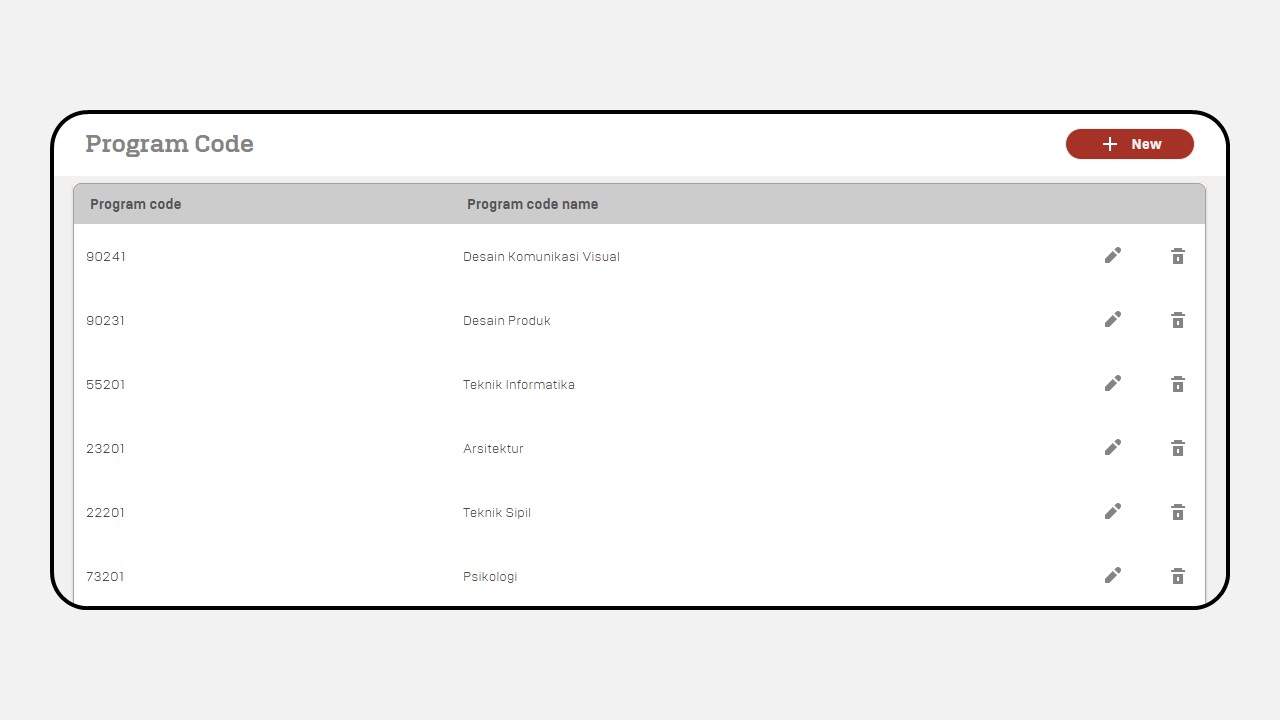 Program Code
New
Program code Program code name
90241 Desain Komunikasi Visual
90231 Desain Produk
55201 Teknik Informatika
23201 Arsitektur
22201 Teknik Sipil
73201 Psikologi